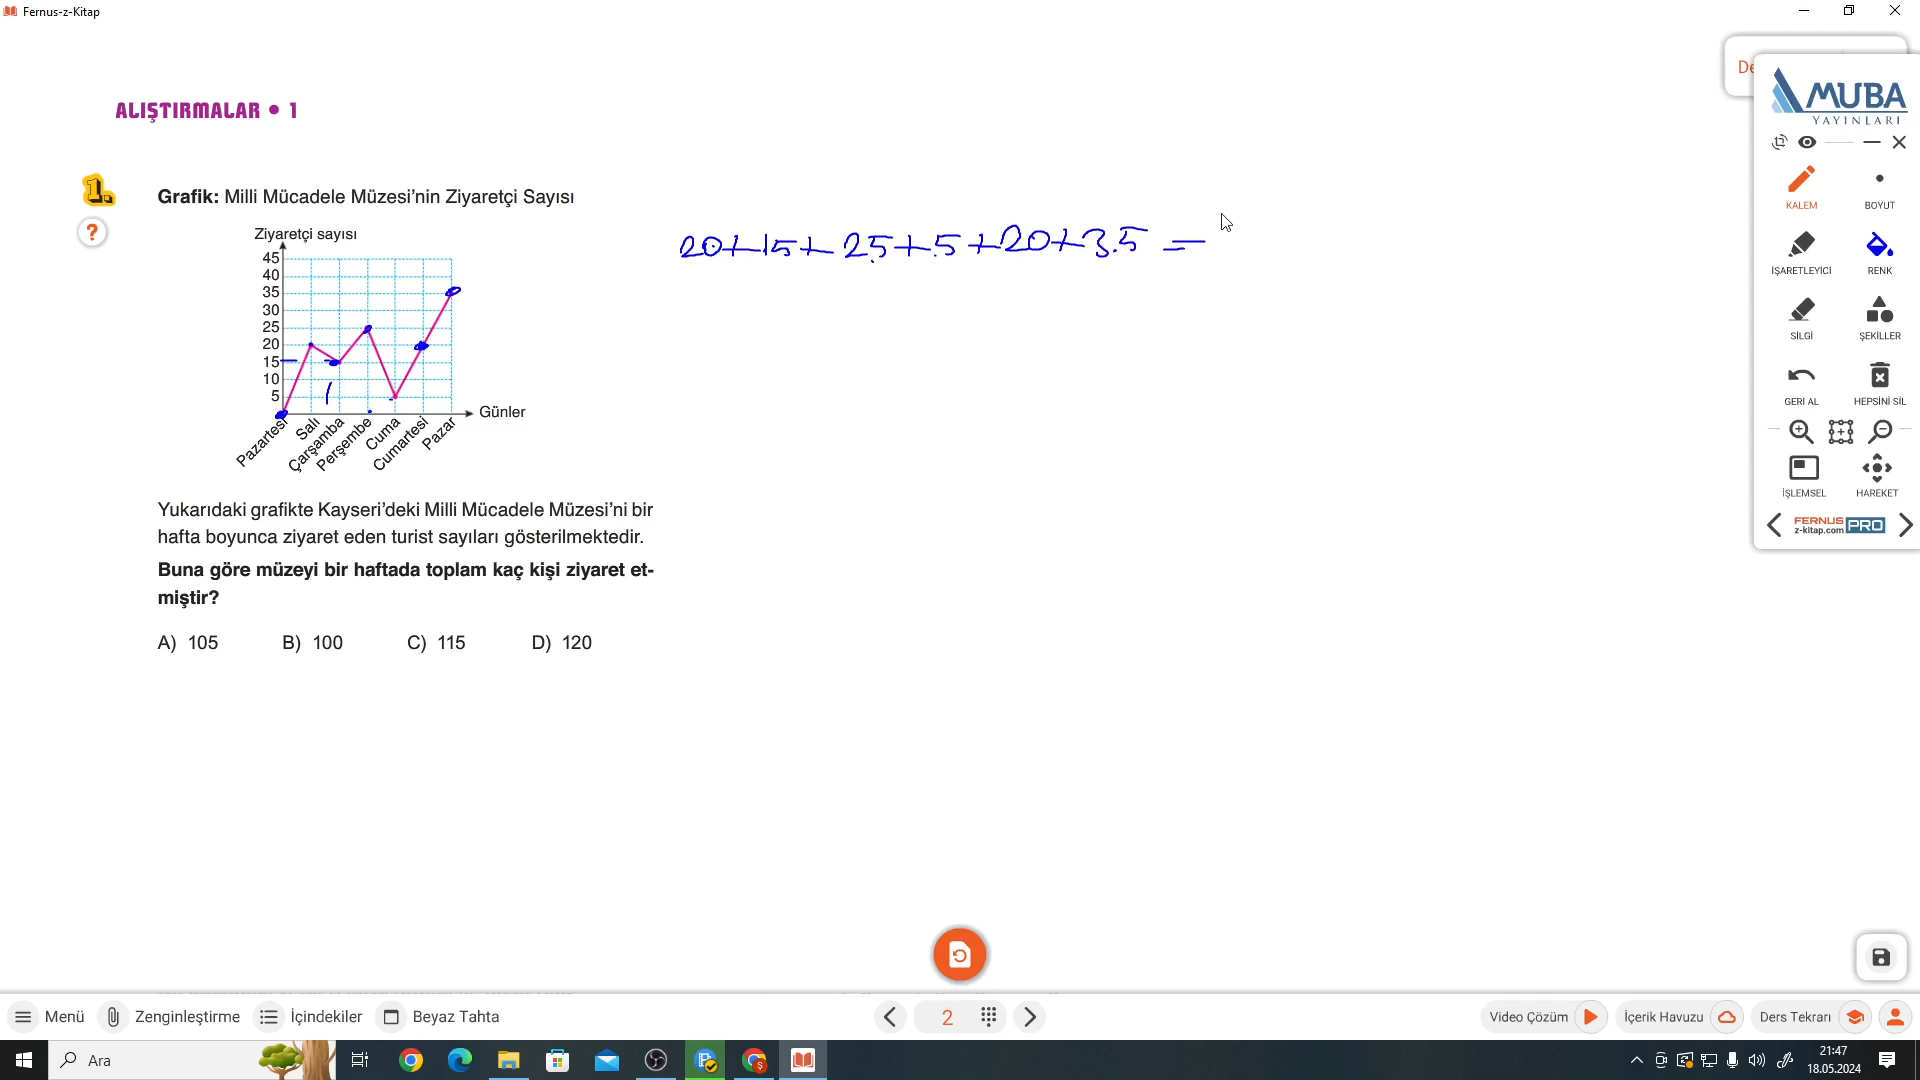 Fernus-z-Kitap
De
MUBA
YAYINLARI
ALIŞTIRMALAR • 1
1.
?
Grafik: Milli Mücadele Müzesi’nin Ziyaretçi Sayısı
Ziyaretçi sayısı
45
40
35
30
25
20
15
10
5
Günler
Pazartesi
Salı
Çarşamba
Perşembe
Cuma
Cumartesi
Pazar
20+15+25+5+20+35=
Yukarıdaki grafikte Kayseri’deki Milli Mücadele Müzesi’ni bir
hafta boyunca ziyaret eden turist sayıları gösterilmektedir.
Buna göre müzeyi bir haftada toplam kaç kişi ziyaret et-
miştir?
A) 105 B) 100 C) 115 D) 120
KALEM BOYUT
İŞARETLEYİCİ RENK
SİLGİ ŞEKİLLER
GERİ AL HEPSİNİ SİL
İŞLEMSEL HAREKET
FERNUS PRO
z-kitap.com
Menü Zenginleştirme İçindekiler Beyaz Tahta 2 Video Çözüm İçerik Havuzu Ders Tekrarı
Ara
21:47
18.05.2024